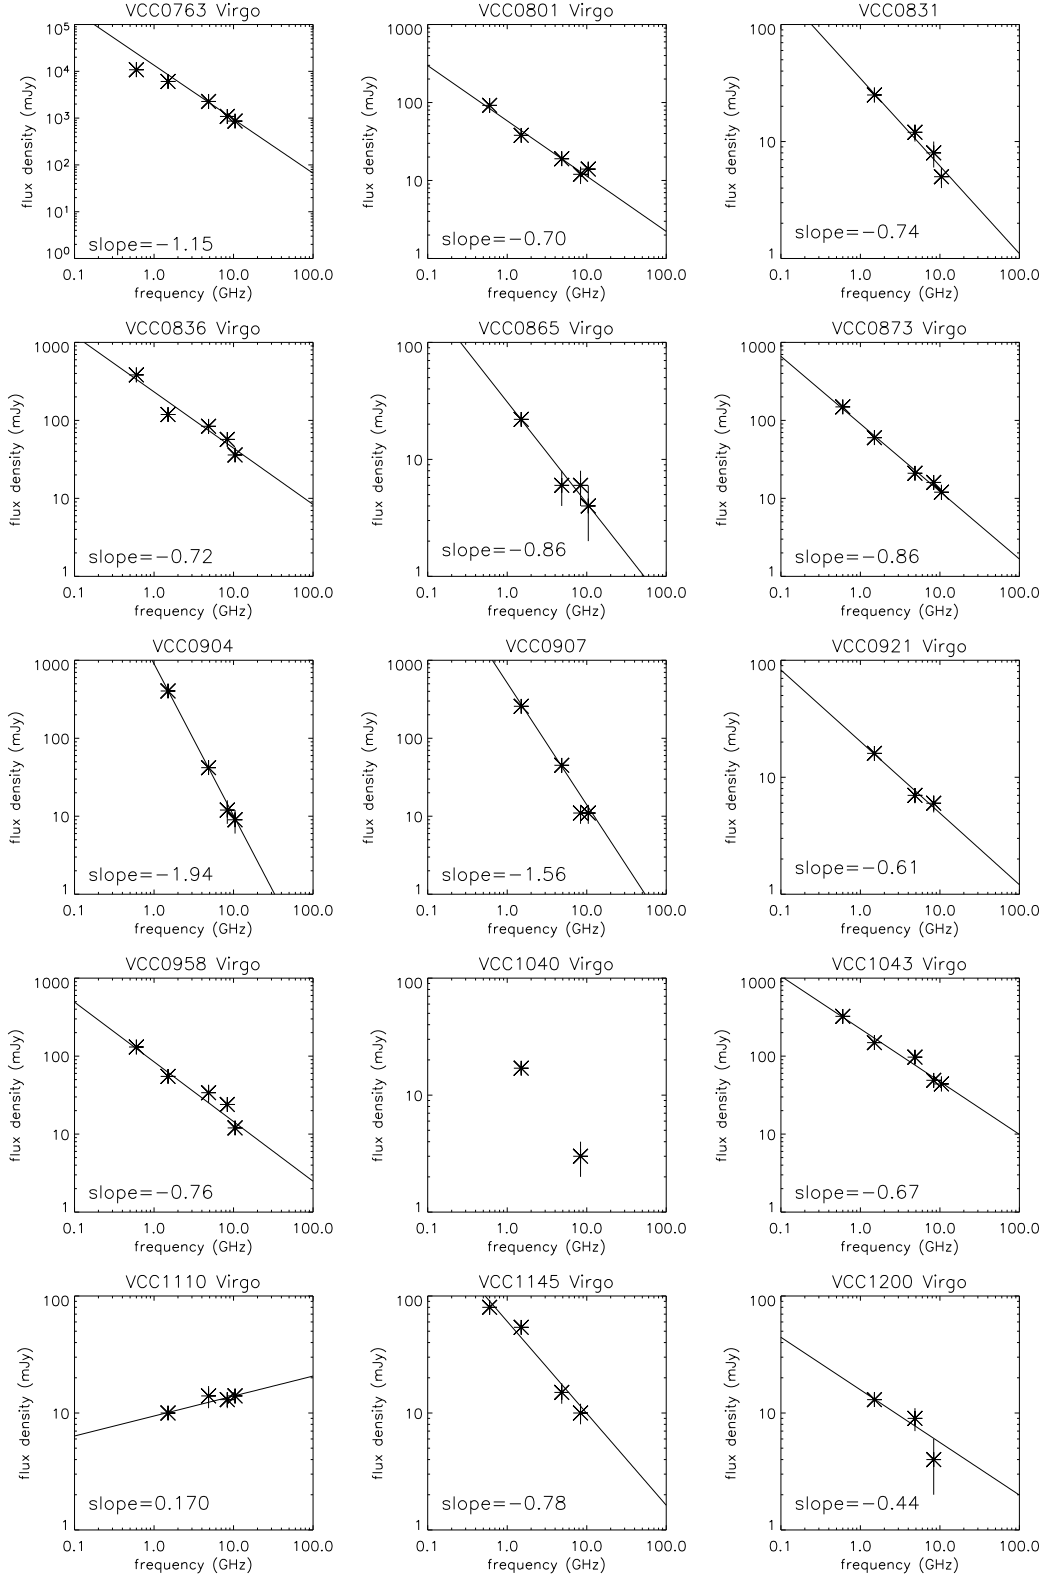 VCC0763 Virgo
flux density (mJy)
10⁵
10⁴
10³
10²
10¹
10⁰
slope=−1.15
0.1 1.0 10.0 100.0
frequency (GHz)
VCC0801 Virgo
flux density (mJy)
1000
100
10
1
slope=−0.70
0.1 1.0 10.0 100.0
frequency (GHz)
VCC0831
flux density (mJy)
100
10
1
slope=−0.74
0.1 1.0 10.0 100.0
frequency (GHz)
VCC0836 Virgo
flux density (mJy)
1000
100
10
1
slope=−0.72
0.1 1.0 10.0 100.0
frequency (GHz)
VCC0865 Virgo
flux density (mJy)
100
10
1
slope=−0.86
0.1 1.0 10.0 100.0
frequency (GHz)
VCC0873 Virgo
flux density (mJy)
1000
100
10
1
slope=−0.86
0.1 1.0 10.0 100.0
frequency (GHz)
VCC0904
flux density (mJy)
1000
100
10
1
slope=−1.94
0.1 1.0 10.0 100.0
frequency (GHz)
VCC0907
flux density (mJy)
1000
100
10
1
slope=−1.56
0.1 1.0 10.0 100.0
frequency (GHz)
VCC0921 Virgo
flux density (mJy)
100
10
1
slope=−0.61
0.1 1.0 10.0 100.0
frequency (GHz)
VCC0958 Virgo
flux density (mJy)
1000
100
10
1
slope=−0.76
0.1 1.0 10.0 100.0
frequency (GHz)
VCC1040 Virgo
flux density (mJy)
100
10
1
0.1 1.0 10.0 100.0
frequency (GHz)
VCC1043 Virgo
flux density (mJy)
1000
100
10
1
slope=−0.67
0.1 1.0 10.0 100.0
frequency (GHz)
VCC1110 Virgo
flux density (mJy)
100
10
1
slope=0.170
0.1 1.0 10.0 100.0
frequency (GHz)
VCC1145 Virgo
flux density (mJy)
100
10
1
slope=−0.78
0.1 1.0 10.0 100.0
frequency (GHz)
VCC1200 Virgo
flux density (mJy)
100
10
1
slope=−0.44
0.1 1.0 10.0 100.0
frequency (GHz)